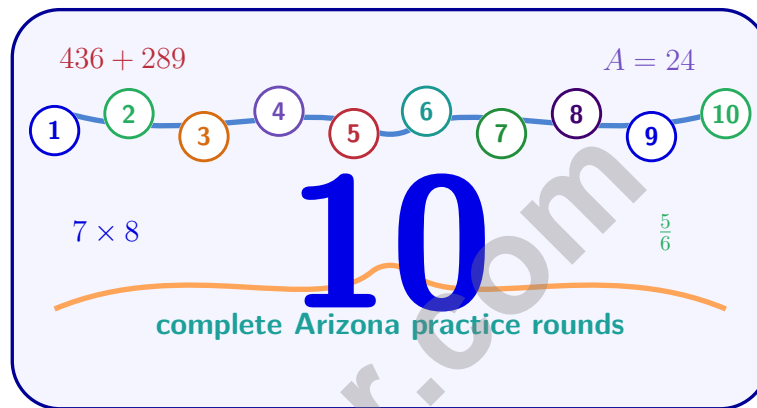 436 + 289
A = 24
1 2 3 4 5 6 7 8 9 10
10
7 × 8
5/6
complete Arizona practice rounds
r.com